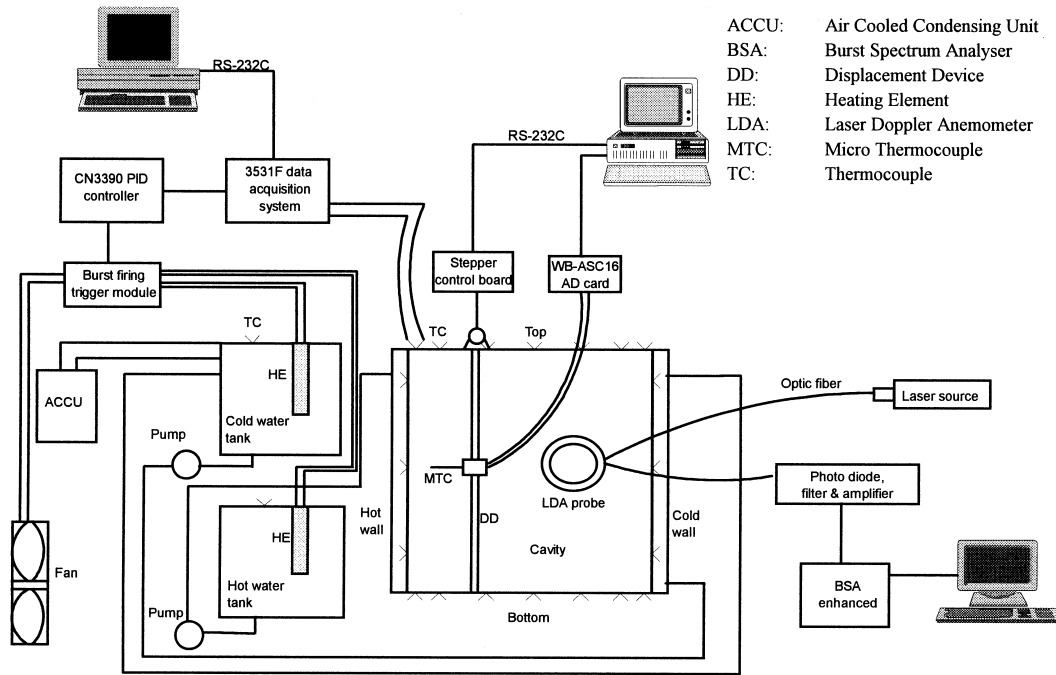 ACCU: Air Cooled Condensing Unit
BSA: Burst Spectrum Analyser
DD: Displacement Device
HE: Heating Element
LDA: Laser Doppler Anemometer
MTC: Micro Thermocouple
TC: Thermocouple
RS-232C
RS-232C
CN3390 PID
controller
3531F data
acquisition
system
Burst firing
trigger module
Stepper
control board
WB-ASC16
AD card
TC
TC
Top
HE
ACCU
Cold water
tank
Pump
Optic fiber
Laser source
MTC
LDA probe
Photo diode,
filter & amplifier
Hot
wall
DD
Cold
wall
HE
Cavity
Fan
Hot water
tank
BSA
enhanced
Pump
Bottom